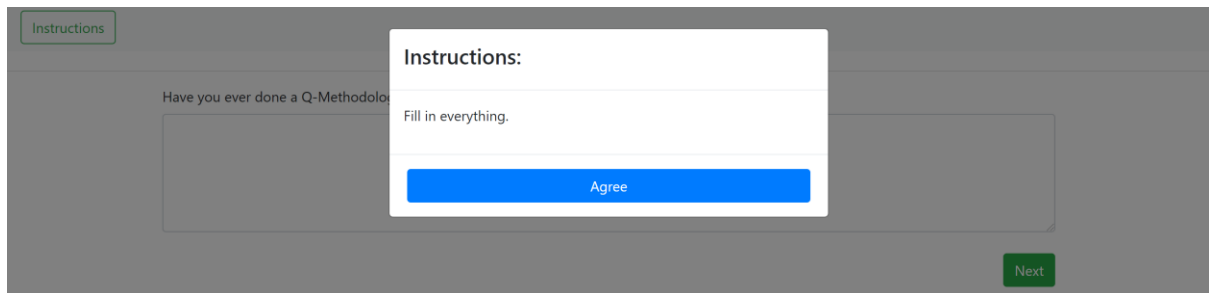 Instructions
Instructions:
Have you ever done a Q-Methodolog
Fill in everything.
Agree
Next